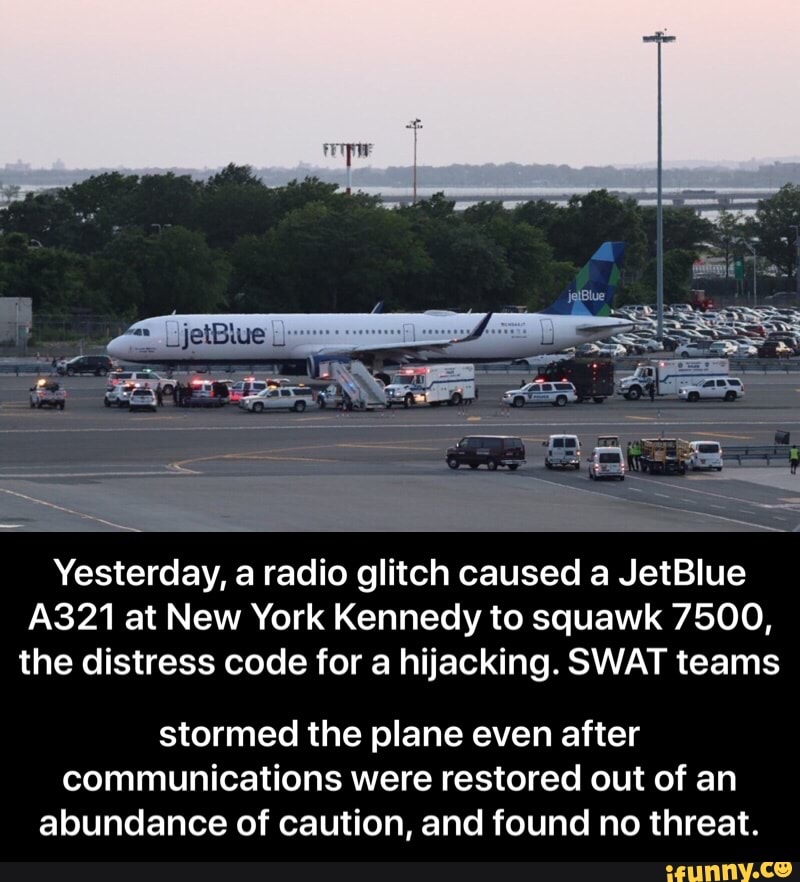 jetBlue
jetBlue
Yesterday, a radio glitch caused a JetBlue
A321 at New York Kennedy to squawk 7500,
the distress code for a hijacking. SWAT teams
stormed the plane even after
communications were restored out of an
abundance of caution, and found no threat.
ifunny.co